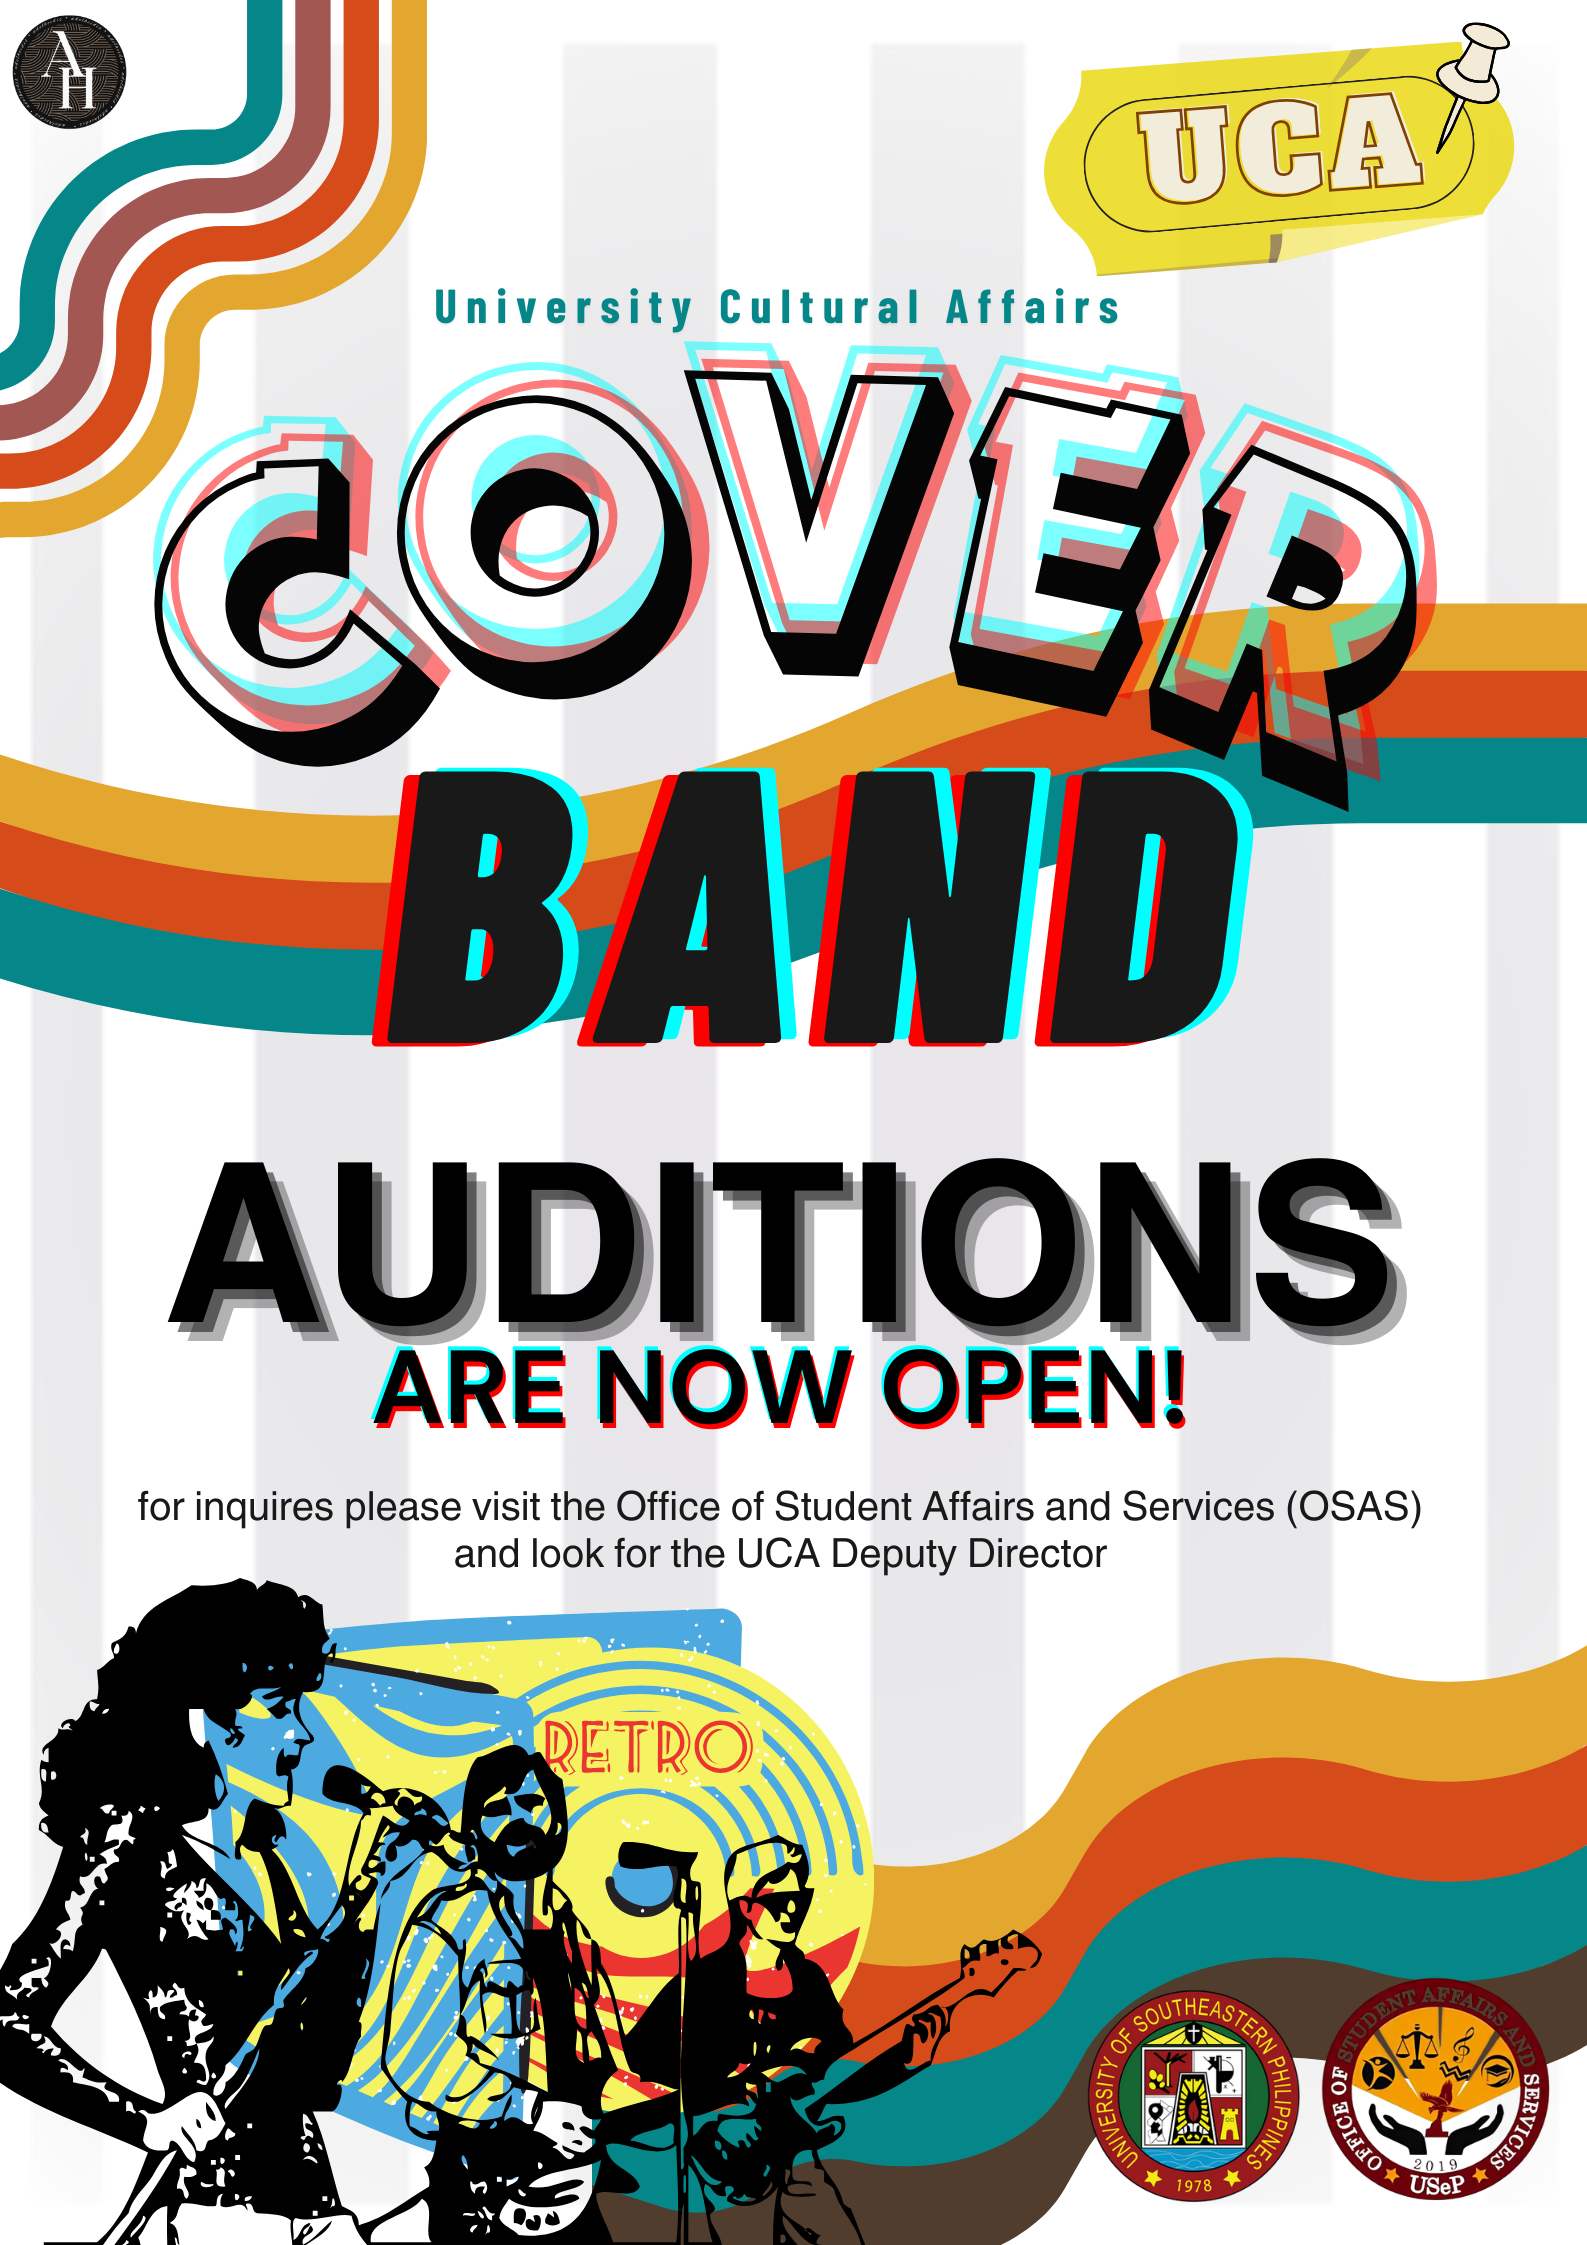 AH
UCA
University Cultural Affairs
COVER
BAND
AUDITIONS
ARE NOW OPEN!
for inquires please visit the Office of Student Affairs and Services (OSAS)
and look for the UCA Deputy Director
RETRO
UNIVERSITY OF SOUTHEASTERN PHILIPPINES
1978
OFFICE OF STUDENT AFFAIRS AND SERVICES
2019
USeP